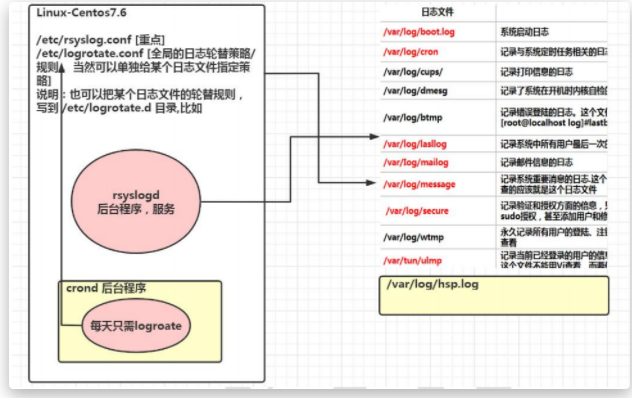 Linux-Centos7.6
/etc/rsyslog.conf [重点]
/etc/logrotate.conf [全局的日志轮替策略/
规则， 当然可以单独给某个日志文件指定策
略]
说明：也可以把某个日志文件的轮替规则，
写到 /etc/logrotate.d 目录,比如
rsyslogd
后台程序，服务
crond 后台程序
每天只需logroate
日志文件
/var/log/boot.log 系统启动日志
/var/log/cron 记录与系统定时任务相关的日
/var/log/cups/ 记录打印信息的日志
/var/log/dmesg 记录了系统在开机时内核自检的
/var/log/btmp 记录错误登陆的日志。这个文
[root@localhost log]#lastb
/var/log/lasllog 记录系统中所有用户最后一次的
/var/log/mailog 记录邮件信息的日志
/var/log/message 记录系统重要消息的日志.这个
查的应该就是这个日志文件
/var/log/secure 记录验证和授权方面的信息，
sudo授权，甚至添加用户和修
/var/log/wtmp 永久记录所有用户的登陆、注
查看
/var/tun/ulmp 记录当前已经登录的用户的信
这个文件不能用Vi查看
/var/log/hsp.log